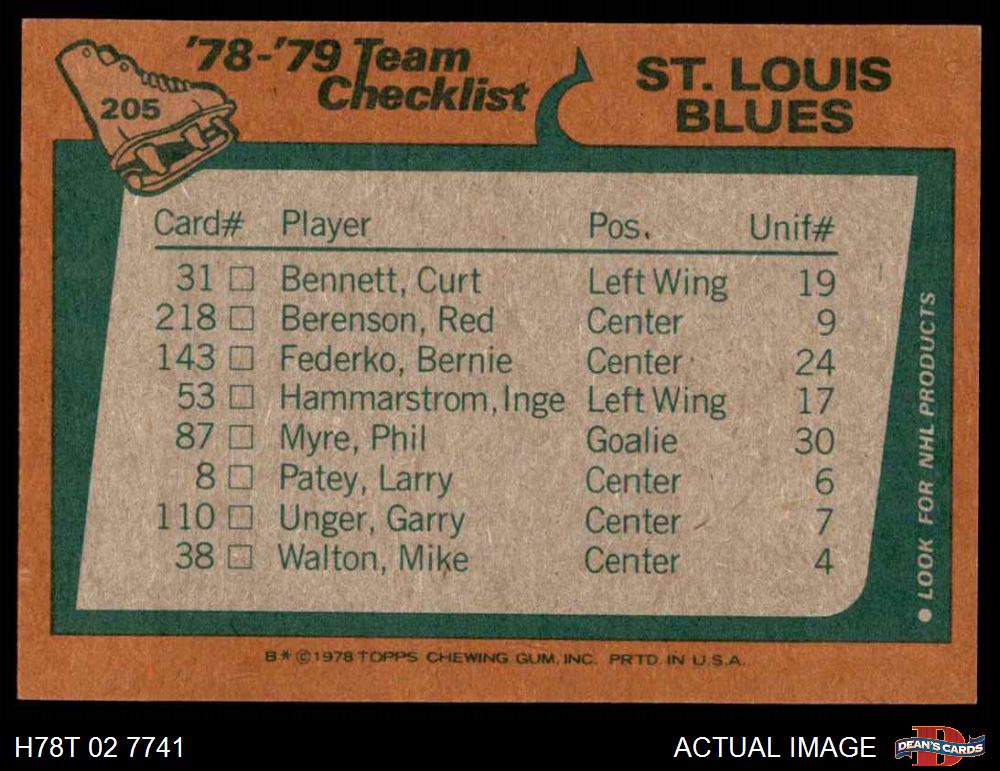 '78-'79 Team Checklist
ST. LOUIS BLUES
205
Card# Player Pos. Unif#
31 □ Bennett, Curt Left Wing 19
218 □ Berenson, Red Center 9
143 □ Federko, Bernie Center 24
53 □ Hammarstrom, Inge Left Wing 17
87 □ Myre, Phil Goalie 30
8 □ Patey, Larry Center 6
110 □ Unger, Garry Center 7
38 □ Walton, Mike Center 4
● LOOK FOR NHL PRODUCTS
B* © 1978 TOPPS CHEWING GUM, INC. PRTD. IN U.S.A.
H78T 02 7741
ACTUAL IMAGE
D
DEAN'S CARDS